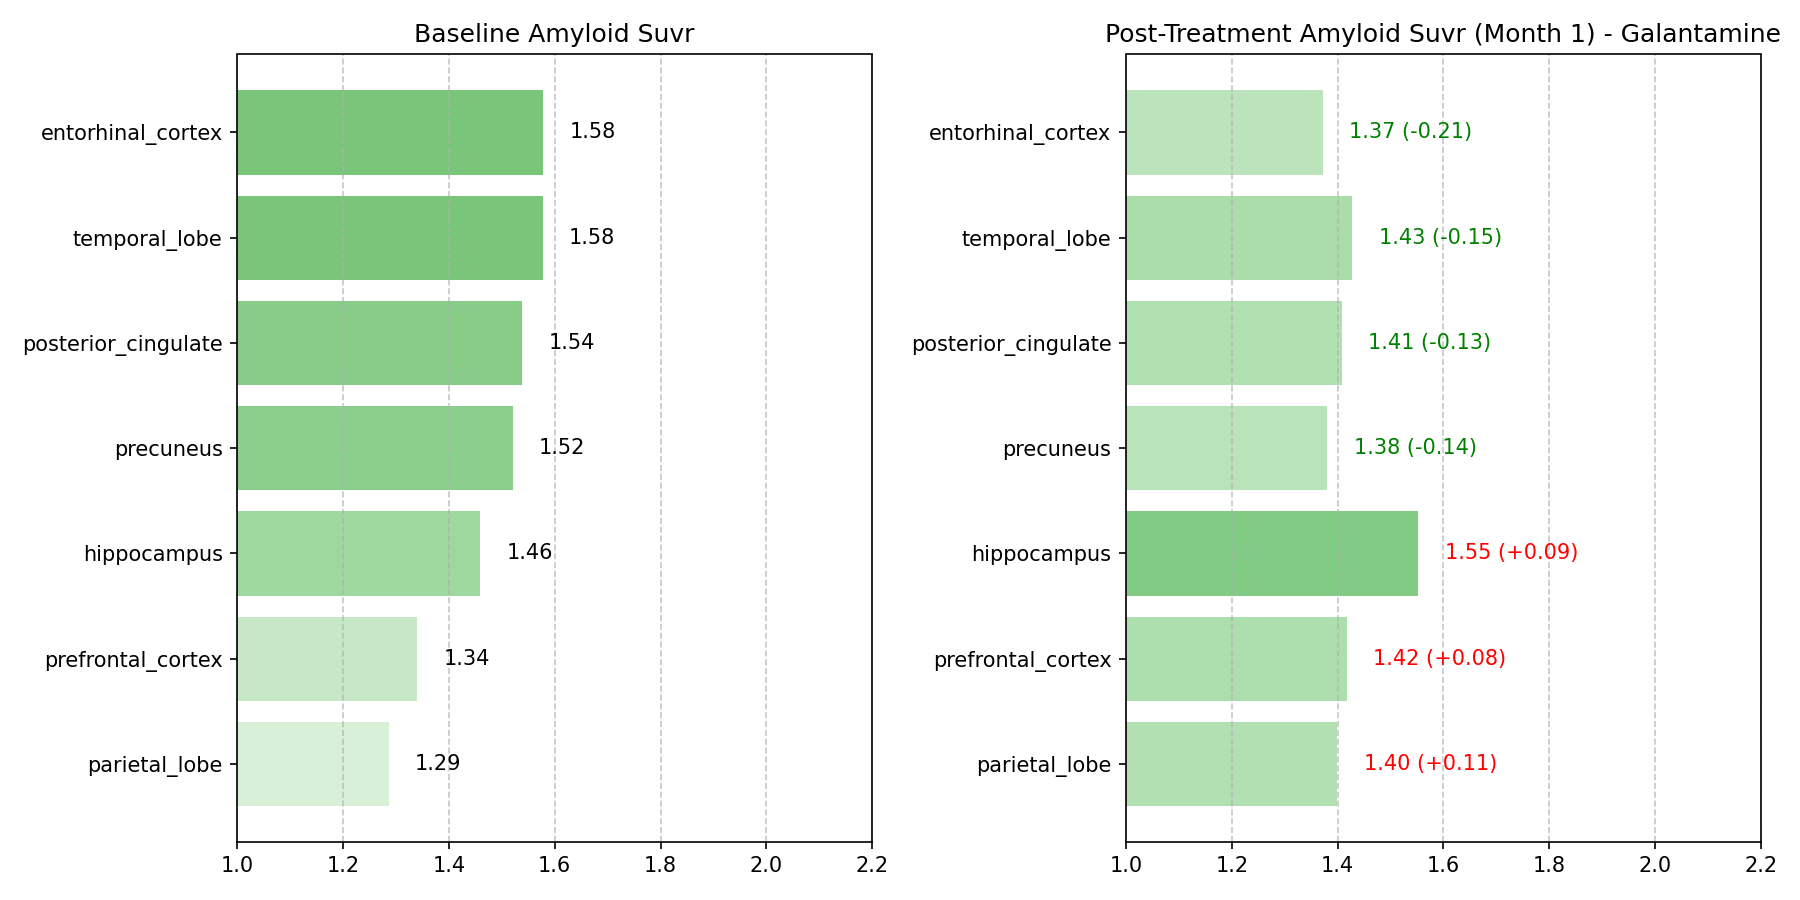 Baseline Amyloid Suvr
entorhinal_cortex
1.58
temporal_lobe
1.58
posterior_cingulate
1.54
precuneus
1.52
hippocampus
1.46
prefrontal_cortex
1.34
parietal_lobe
1.29
1.0 1.2 1.4 1.6 1.8 2.0 2.2
Post-Treatment Amyloid Suvr (Month 1) - Galantamine
entorhinal_cortex
1.37 (-0.21)
temporal_lobe
1.43 (-0.15)
posterior_cingulate
1.41 (-0.13)
precuneus
1.38 (-0.14)
hippocampus
1.55 (+0.09)
prefrontal_cortex
1.42 (+0.08)
parietal_lobe
1.40 (+0.11)
1.0 1.2 1.4 1.6 1.8 2.0 2.2